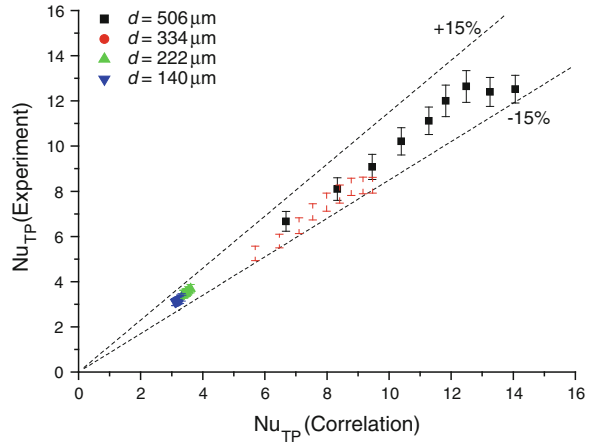 16
14
12
10
8
6
4
2
0
Nu_TP(Experiment)
d = 506 μm
d = 334 μm
d = 222 μm
d = 140 μm
+15%
-15%
0 2 4 6 8 10 12 14 16
Nu_TP(Correlation)